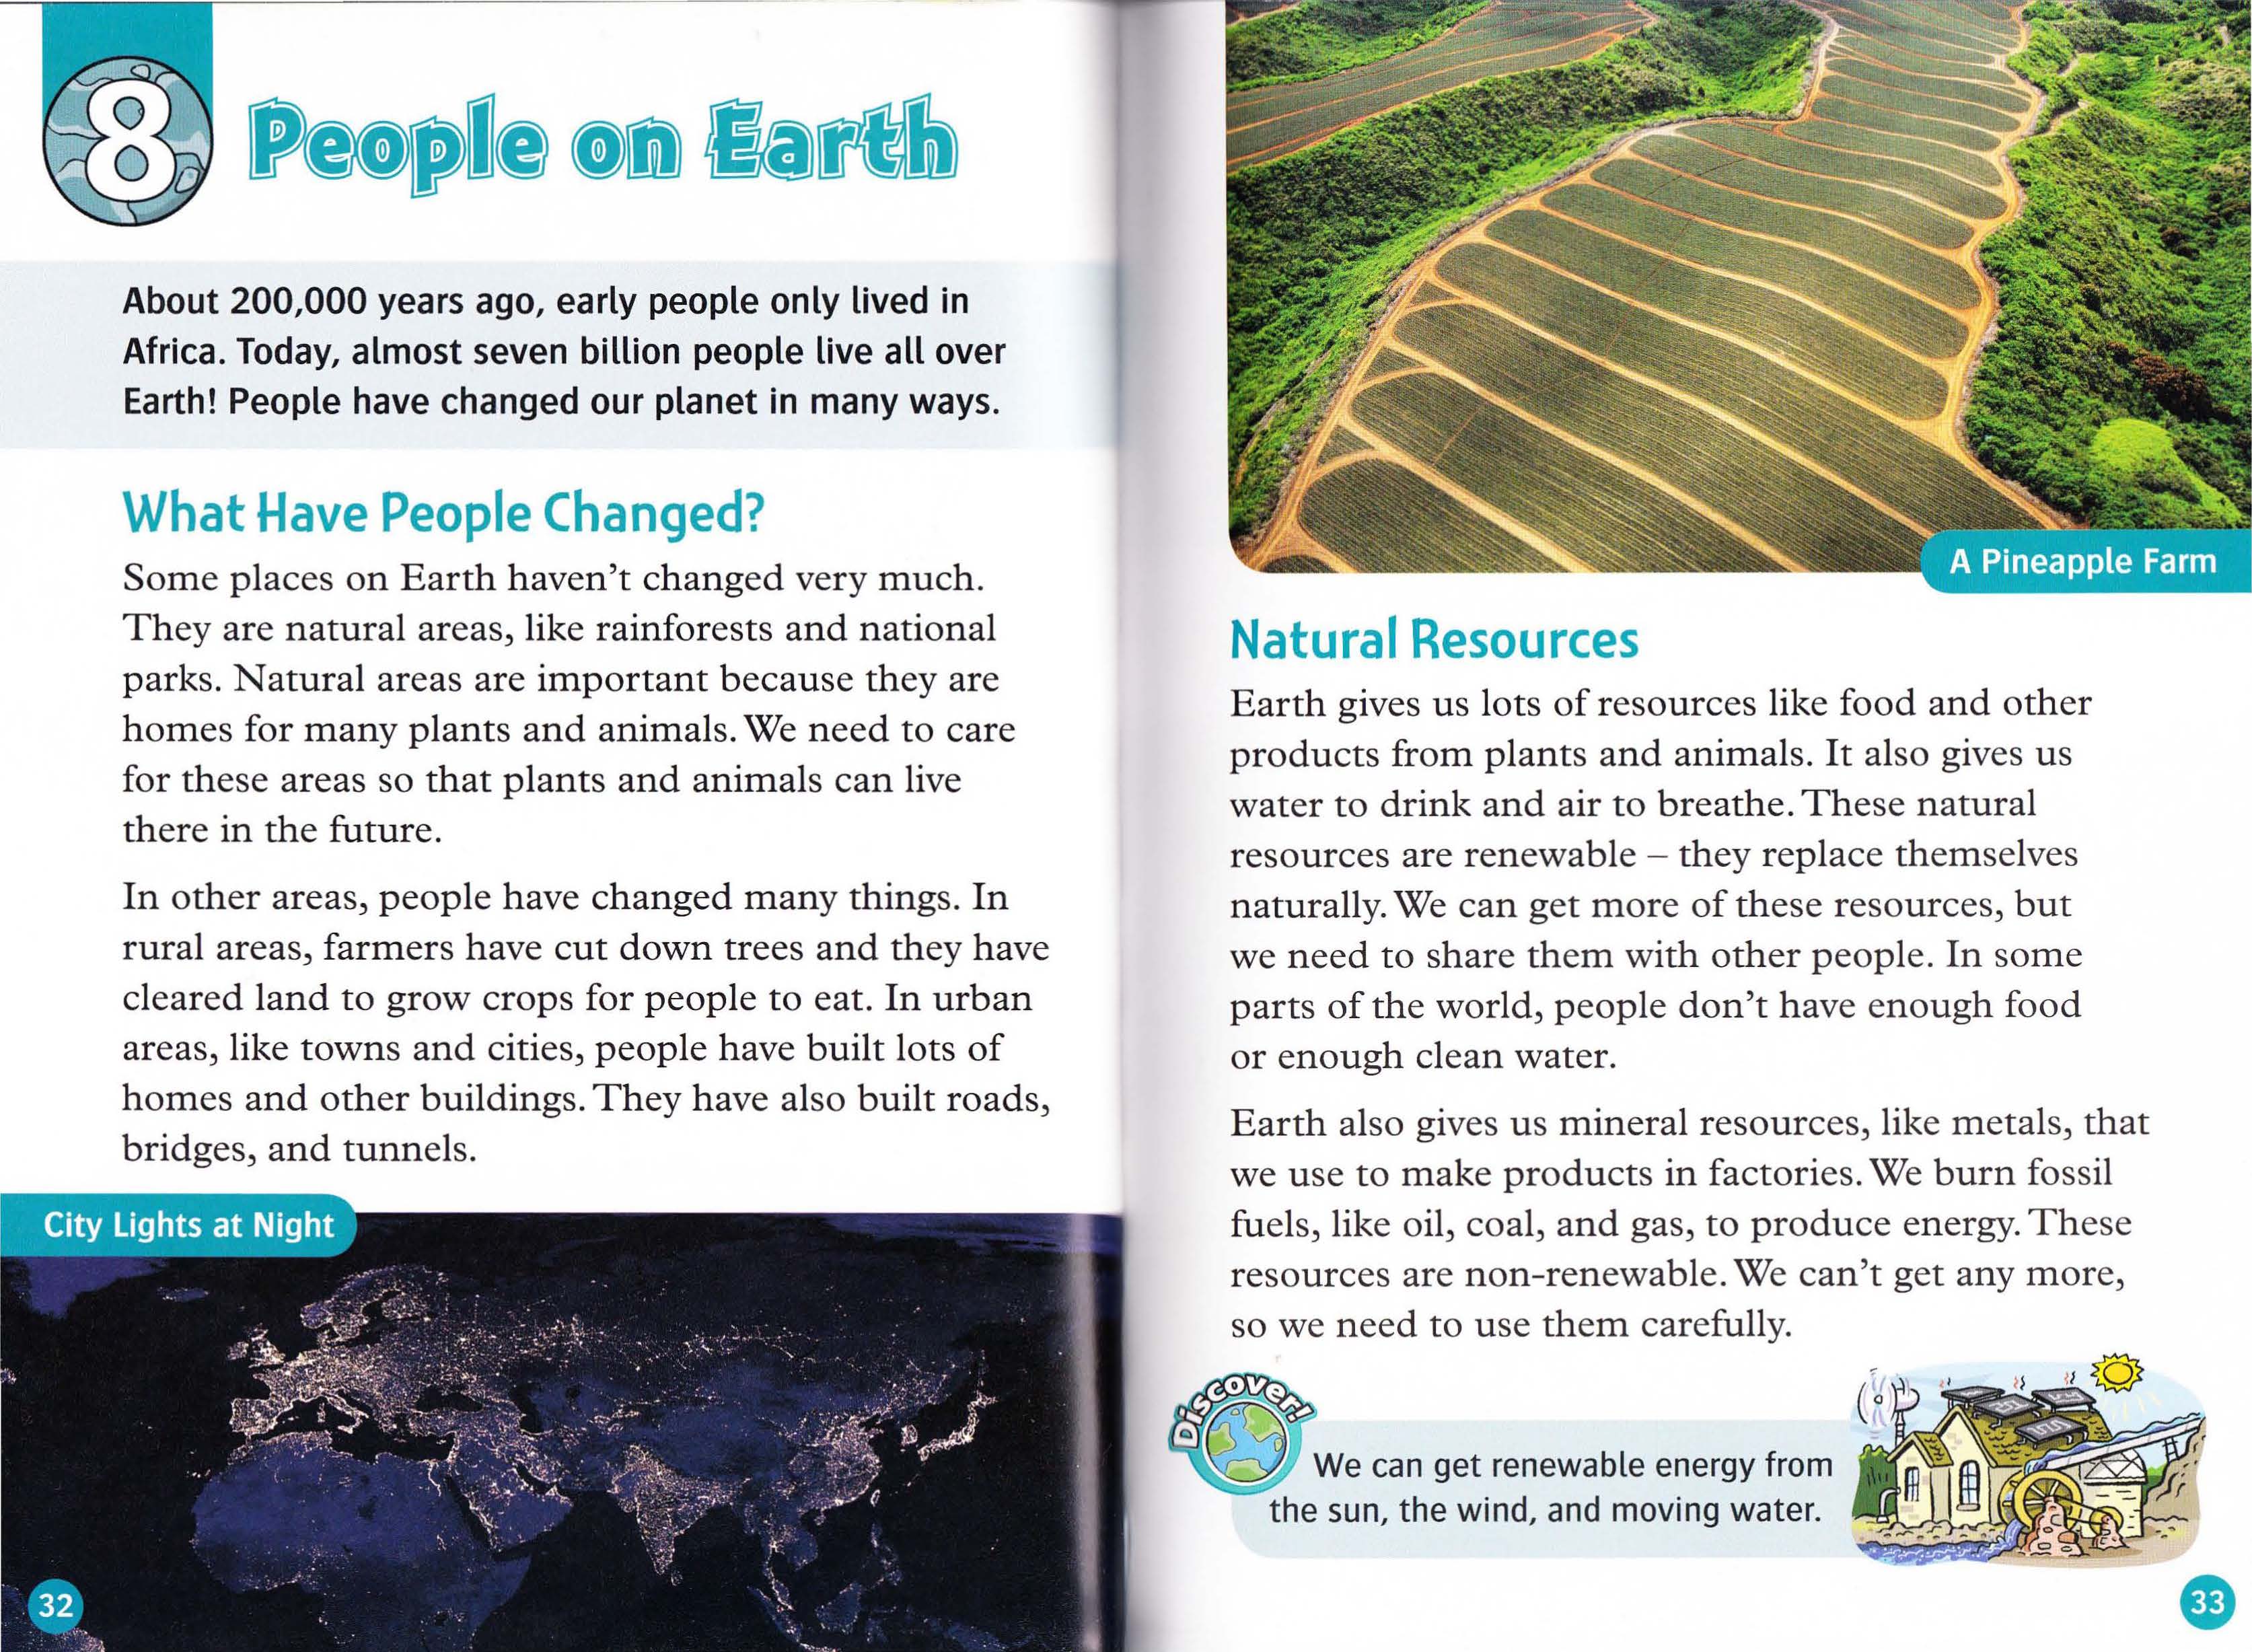 8
People on Earth
About 200,000 years ago, early people only lived in
Africa. Today, almost seven billion people live all over
Earth! People have changed our planet in many ways.
What Have People Changed?
Some places on Earth haven't changed very much.
They are natural areas, like rainforests and national
parks. Natural areas are important because they are
homes for many plants and animals. We need to care
for these areas so that plants and animals can live
there in the future.
In other areas, people have changed many things. In
rural areas, farmers have cut down trees and they have
cleared land to grow crops for people to eat. In urban
areas, like towns and cities, people have built lots of
homes and other buildings. They have also built roads,
bridges, and tunnels.
City Lights at Night
32
A Pineapple Farm
Natural Resources
Earth gives us lots of resources like food and other
products from plants and animals. It also gives us
water to drink and air to breathe. These natural
resources are renewable – they replace themselves
naturally. We can get more of these resources, but
we need to share them with other people. In some
parts of the world, people don't have enough food
or enough clean water.
Earth also gives us mineral resources, like metals, that
we use to make products in factories. We burn fossil
fuels, like oil, coal, and gas, to produce energy. These
resources are non-renewable. We can't get any more,
so we need to use them carefully.
Discover!
We can get renewable energy from
the sun, the wind, and moving water.
33